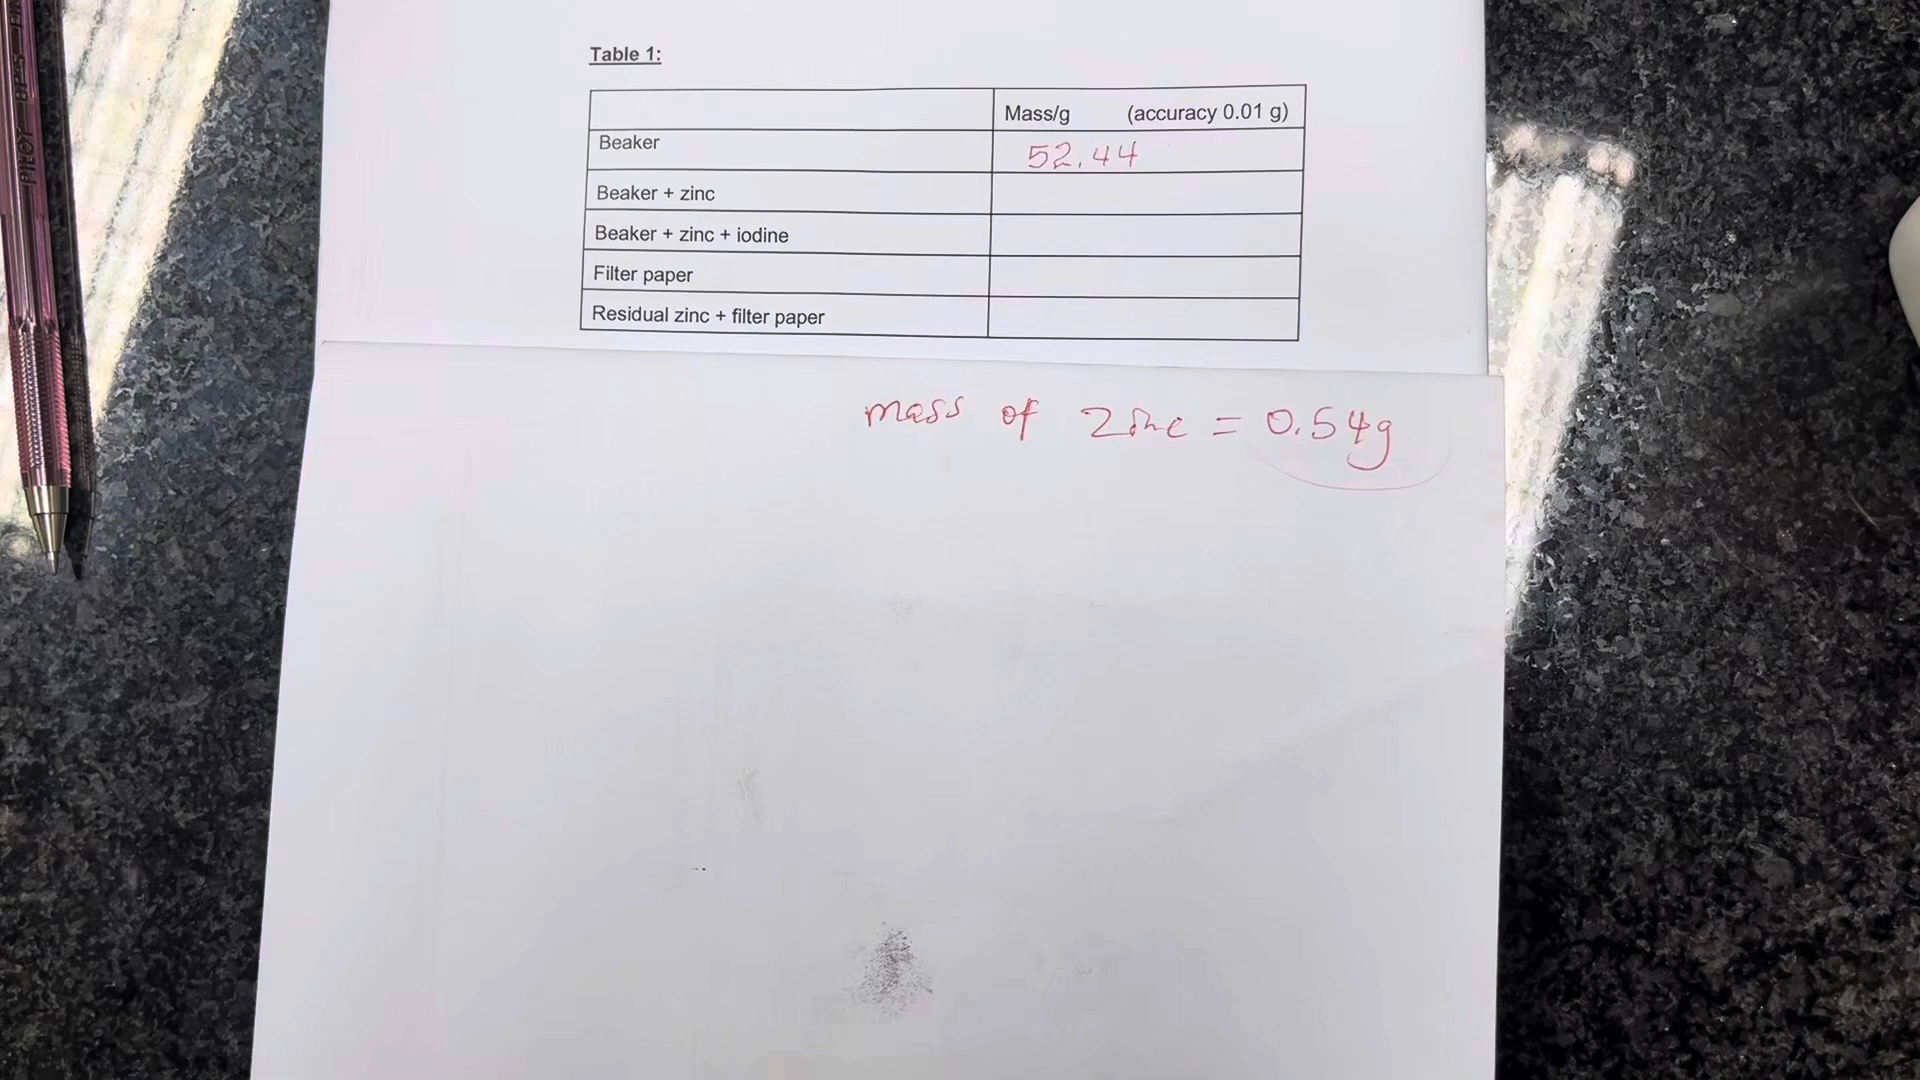 Table 1:
Mass/g (accuracy 0.01 g)
Beaker 52.44
Beaker + zinc
Beaker + zinc + iodine
Filter paper
Residual zinc + filter paper
mass of Zinc = 0.54g
PILOT